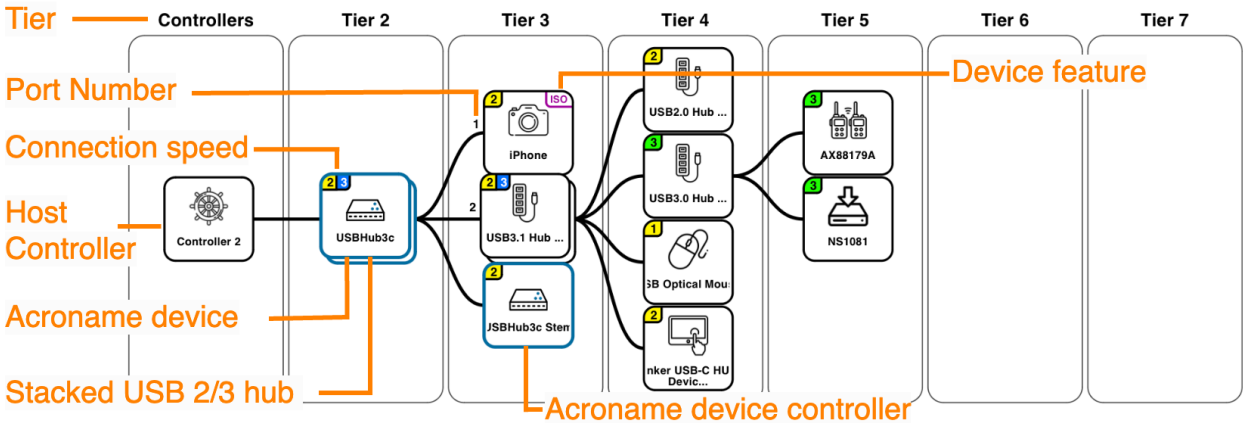 Tier
Controllers
Tier 2
Tier 3
Tier 4
Tier 5
Tier 6
Tier 7
Port Number
Connection speed
Host
Controller
Acroname device
Stacked USB 2/3 hub
Device feature
Acroname device controller
Controller 2
2 3
USBHub3c
1
2
ISO
iPhone
2
2 3
USB3.1 Hub ...
2
USBHub3c Stem
2
USB2.0 Hub ...
3
USB3.0 Hub ...
1
SB Optical Mou
2
nker USB-C HU
Devic...
3
AX88179A
3
NS1081